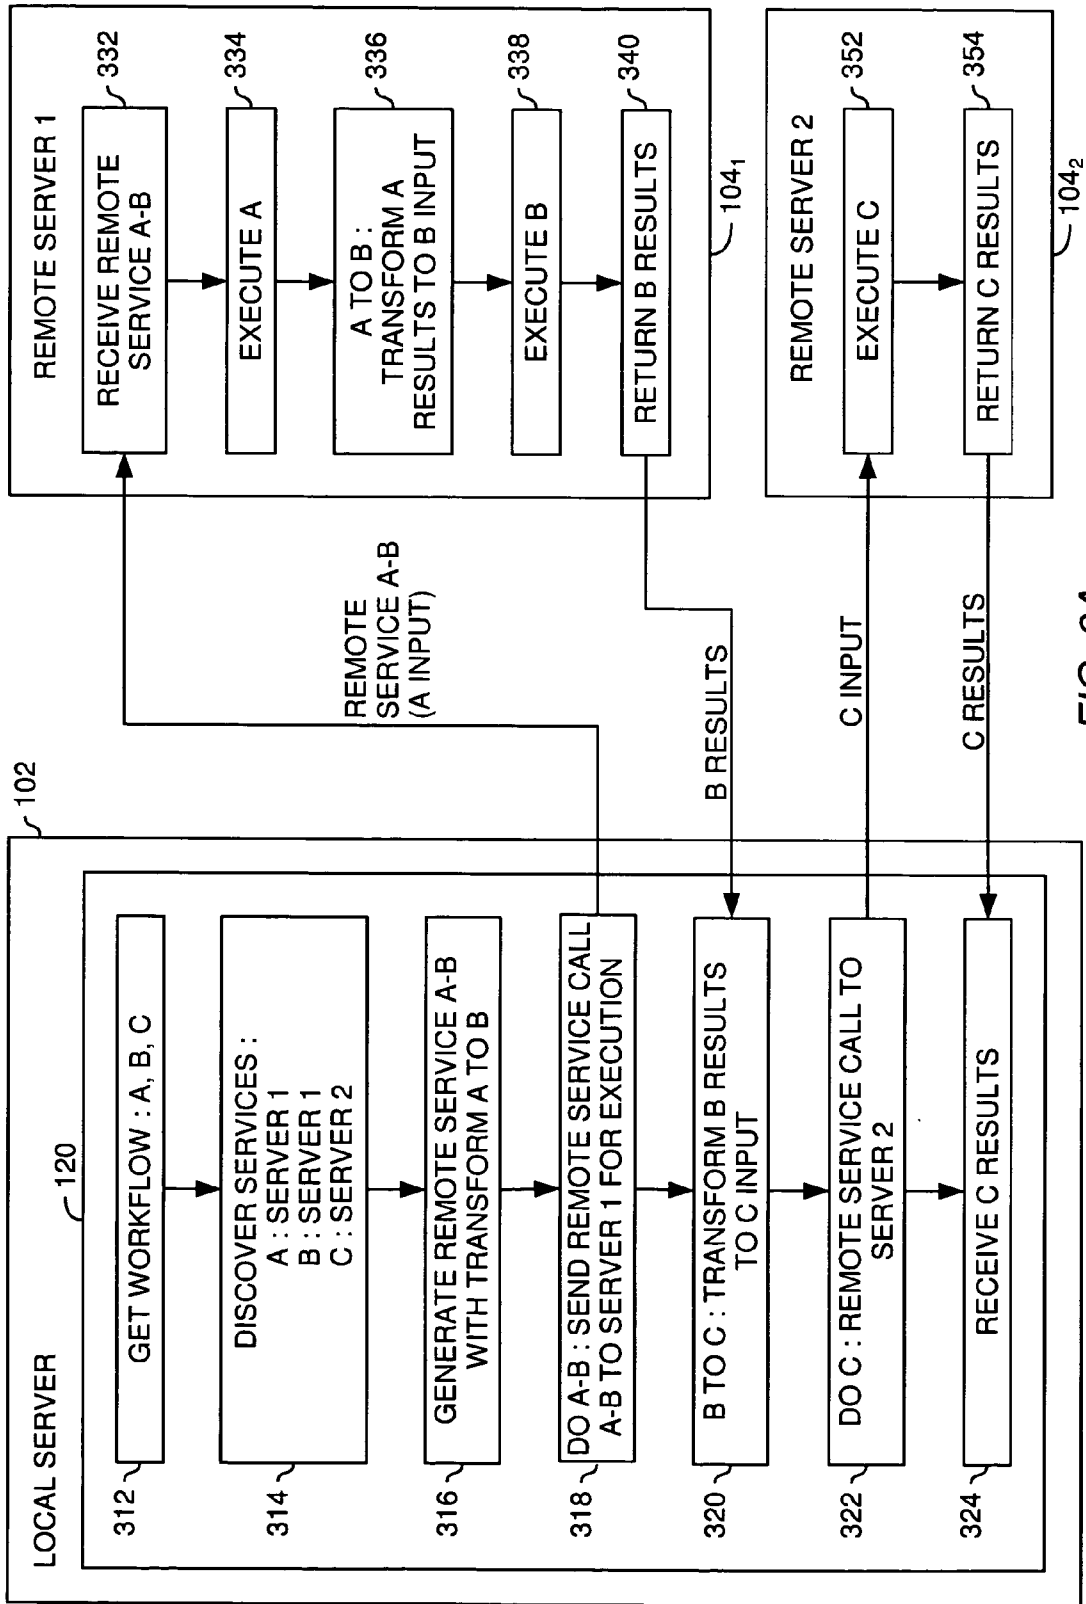 LOCAL SERVER
120
102
312
GET WORKFLOW : A, B, C
314
DISCOVER SERVICES :
A : SERVER 1
B : SERVER 1
C : SERVER 2
316
GENERATE REMOTE SERVICE A-B
WITH TRANSFORM A TO B
318
DO A-B : SEND REMOTE SERVICE CALL
A-B TO SERVER 1 FOR EXECUTION
320
B TO C : TRANSFORM B RESULTS
TO C INPUT
322
DO C : REMOTE SERVICE CALL TO
SERVER 2
324
RECEIVE C RESULTS
REMOTE
SERVICE A-B
(A INPUT)
B RESULTS
C INPUT
C RESULTS
REMOTE SERVER 1
RECEIVE REMOTE
SERVICE A-B
332
EXECUTE A
334
A TO B :
TRANSFORM A
RESULTS TO B INPUT
336
EXECUTE B
338
RETURN B RESULTS
340
104₁
REMOTE SERVER 2
EXECUTE C
352
RETURN C RESULTS
354
104₂